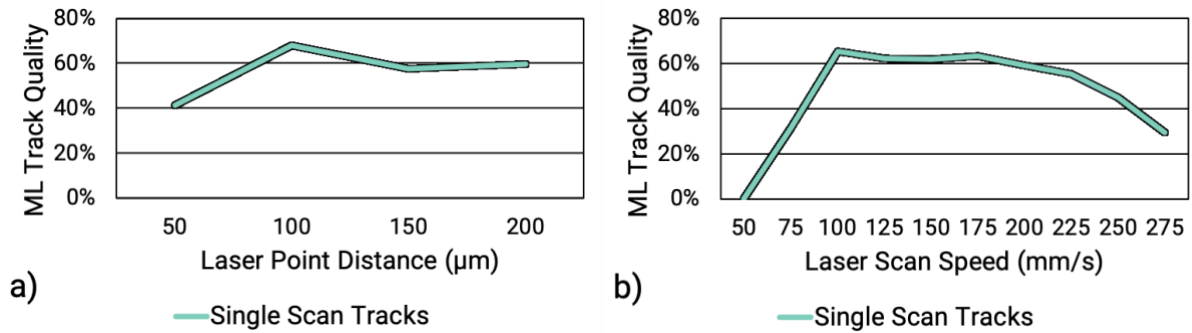 80%
60%
40%
20%
0%
ML Track Quality
50 100 150 200
Laser Point Distance (µm)
a)
Single Scan Tracks
80%
60%
40%
20%
0%
ML Track Quality
50 75 100 125 150 175 200 225 250 275
Laser Scan Speed (mm/s)
b)
Single Scan Tracks